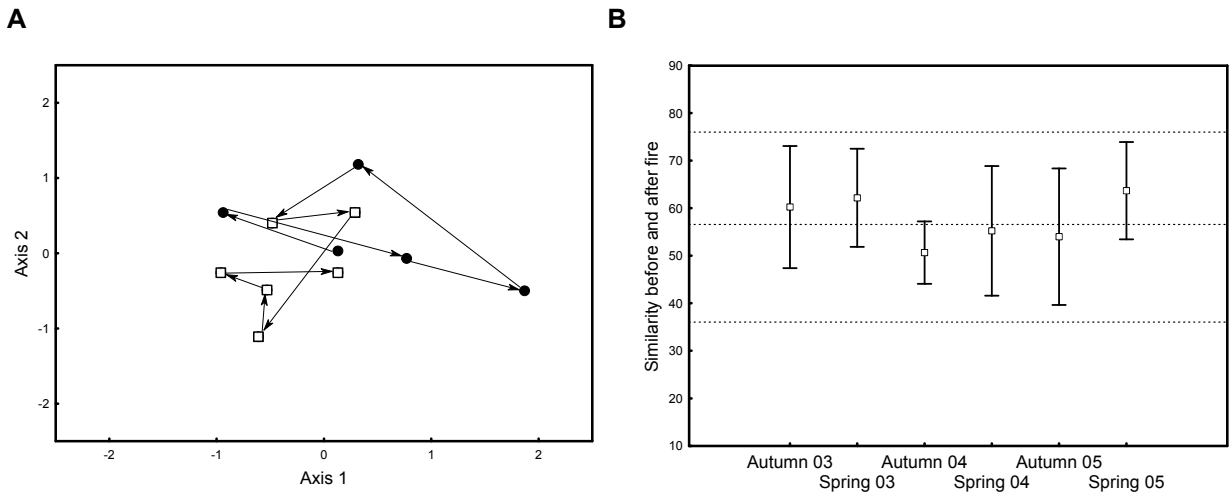 A
B
2
1
0
-1
-2
Axis 2
-2
-1
0
1
2
Axis 1
90
80
70
60
50
40
30
20
10
Similarity before and after fire
Autumn 03
Autumn 04
Autumn 05
Spring 03
Spring 04
Spring 05